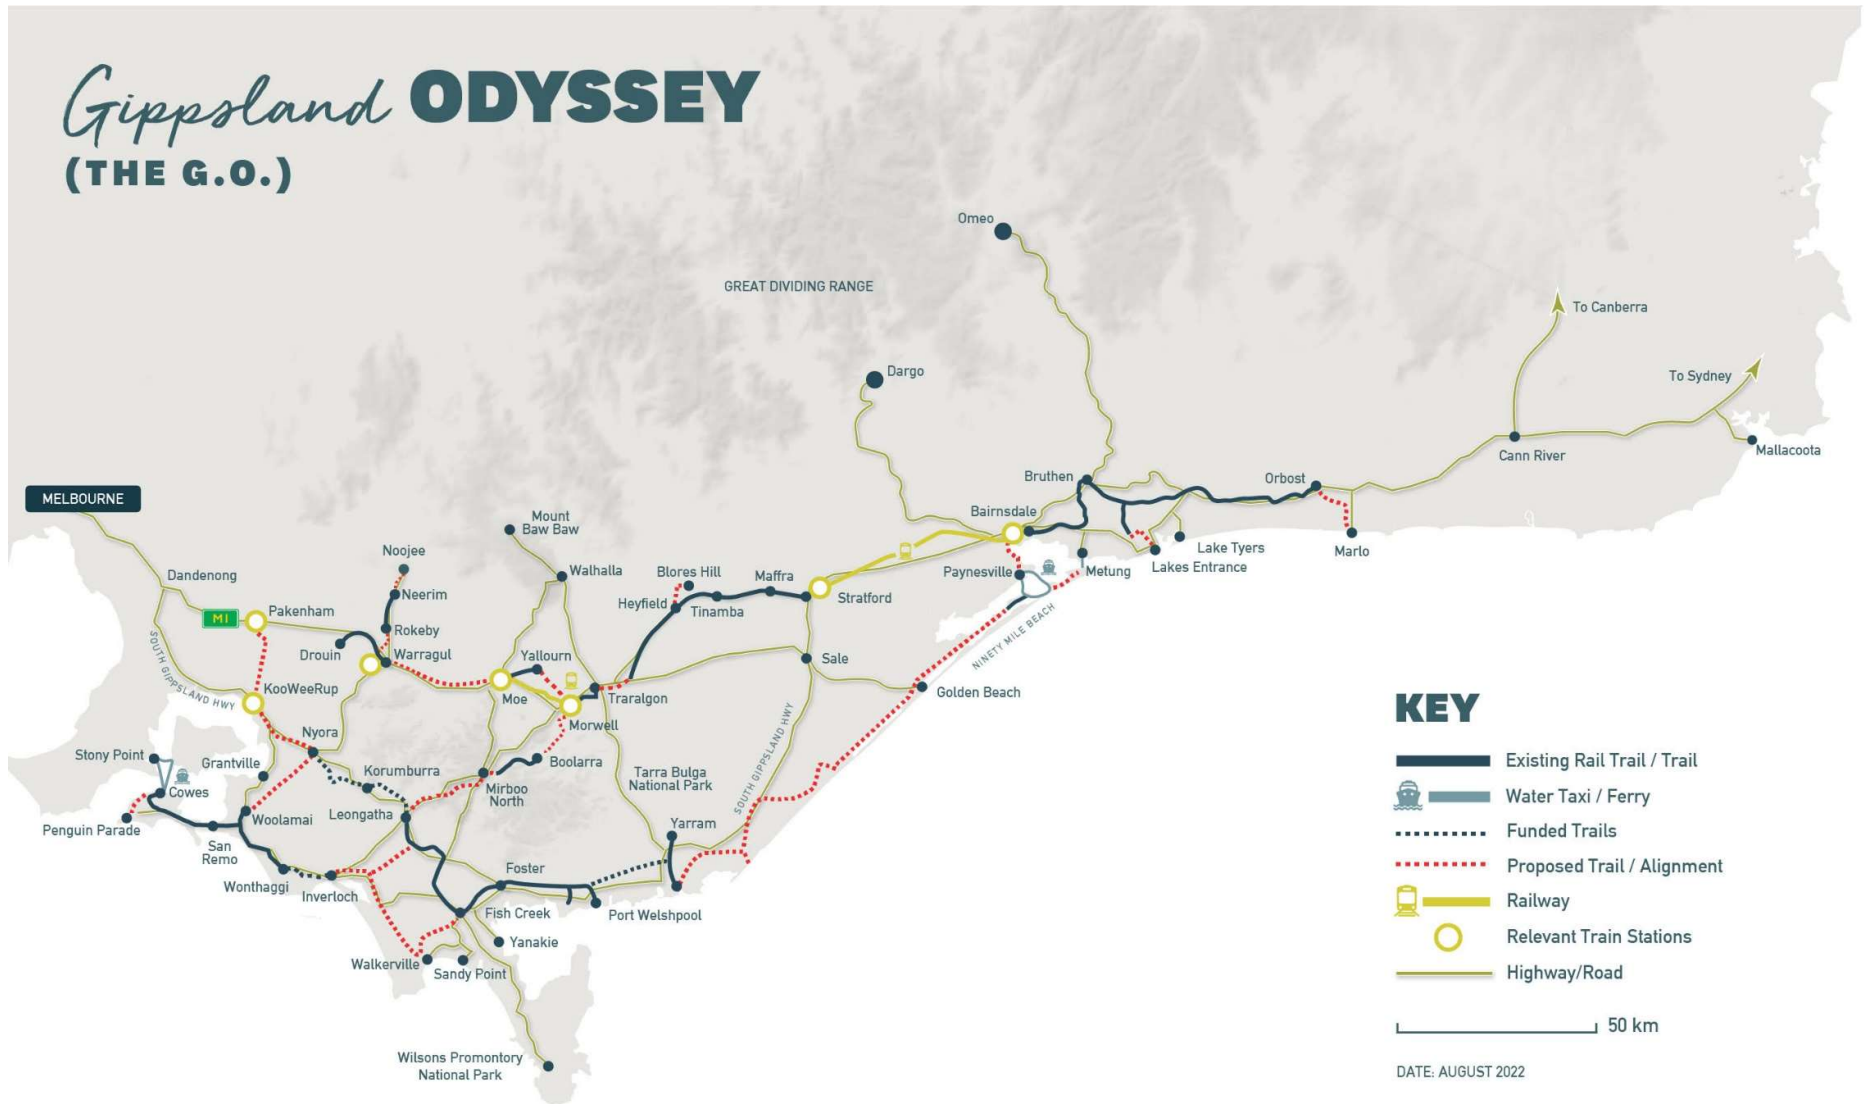 Gippsland ODYSSEY
(THE G.O.)
Omeo
GREAT DIVIDING RANGE
To Canberra
Dargo
To Sydney
Mallacoota
Cann River
Bruthen
Orbost
MELBOURNE
Bairnsdale
Mount
Baw Baw
Noojee
Lake Tyers
Marlo
Dandenong
Walhalla
Blores Hill
Maffra
Paynesville
Metung
Lakes Entrance
Neerim
Heyfield
Tinamba
Stratford
M1
Pakenham
Rokeby
NINETY MILE BEACH
SOUTH GIPPSLAND HWY
Drouin
Warragul
Yallourn
Sale
KooWeeRup
Moe
Traralgon
Golden Beach
Morwell
Nyora
Stony Point
Grantville
Korumburra
Boolarra
Tarra Bulga
National Park
SOUTH GIPPSLAND HWY
Cowes
Mirboo
North
Penguin Parade
Woolamai
Leongatha
Yarram
San
Remo
Foster
Wonthaggi
Inverloch
Fish Creek
Port Welshpool
Yanakie
Walkerville
Sandy Point
Wilsons Promontory
National Park
KEY
Existing Rail Trail / Trail
Water Taxi / Ferry
Funded Trails
Proposed Trail / Alignment
Railway
Relevant Train Stations
Highway/Road
50 km
DATE: AUGUST 2022